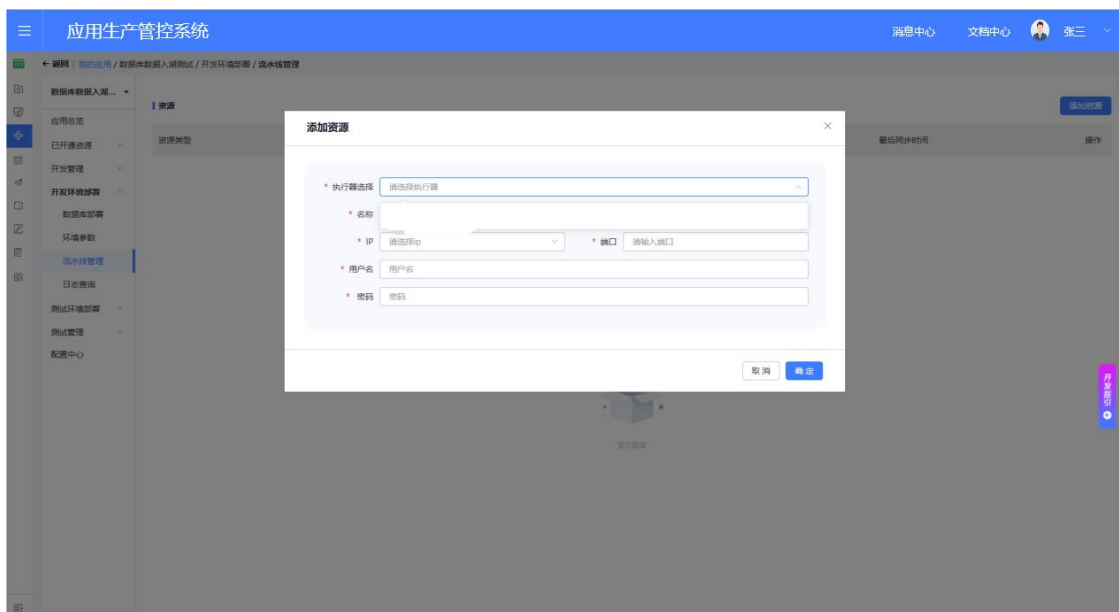 应用生产管控系统 消息中心 文档中心 张三
← 返回 | 我的应用 / 数据库数据入湖测试 / 开发环境部署 / 流水线管理
数据库数据入湖...
应用总览
已开通资源
开发管理
开发环境部署
数据库部署
环境参数
流水线管理
日志查询
测试环境部署
测试管理
配置中心
资源 添加资源
资源类型 最后同步时间 操作
添加资源
* 执行器选择 请选择执行器
* 名称
* IP 请选择ip * 端口 请输入端口
* 用户名 用户名
* 密码 密码
取消 确定
暂无数据
开发指引